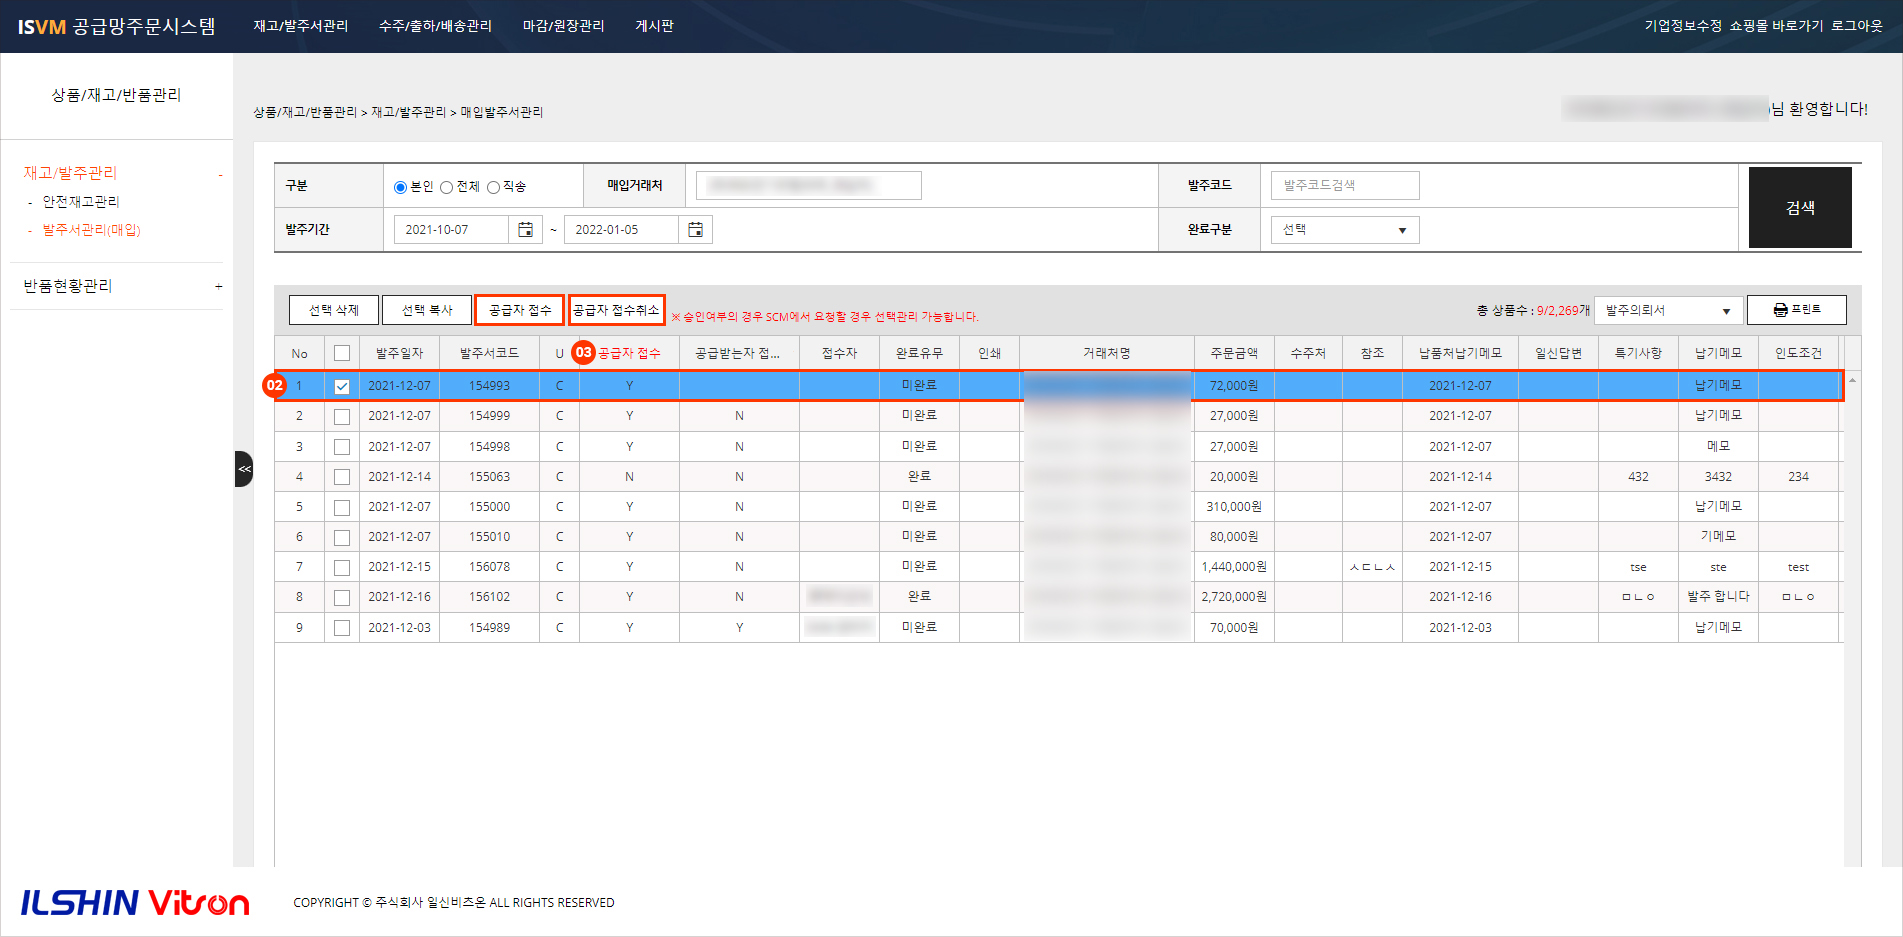 ISVM 공급망주문시스템 재고/발주서관리 수주/출하/배송관리 마감/원장관리 게시판 기업정보수정 쇼핑몰 바로가기 로그아웃
상품/재고/반품관리
상품/재고/반품관리 > 재고/발주관리 > 매입발주서관리
님 환영합니다!
재고/발주관리 -
- 안전재고관리
- 발주서관리(매입)
반품현황관리 +
<<
구분 본인 전체 직송 매입거래처 발주코드 발주코드검색
발주기간 2021-10-07 ~ 2022-01-05 완료구분 선택 ▼
검색
선택 삭제 선택 복사 공급자 접수 공급자 접수취소 ※ 승인여부의 경우 SCM에서 요청할 경우 선택관리 가능합니다. 총 상품수 : 9/2,269개 발주의뢰서 ▼ 프린트
No 발주일자 발주서코드 U 03 공급자 접수 공급받는자 접... 접수자 완료유무 인쇄 거래처명 주문금액 수주처 참조 납품처납기메모 일신답변 특기사항 납기메모 인도조건
02 1 2021-12-07 154993 C Y 미완료 72,000원 2021-12-07 납기메모
2 2021-12-07 154999 C Y N 미완료 27,000원 2021-12-07 납기메모
3 2021-12-07 154998 C Y N 미완료 27,000원 2021-12-07 메모
4 2021-12-14 155063 C N N 완료 20,000원 2021-12-14 432 3432 234
5 2021-12-07 155000 C Y N 미완료 310,000원 2021-12-07 납기메모
6 2021-12-07 155010 C Y N 미완료 80,000원 2021-12-07 기메모
7 2021-12-15 156078 C Y N 미완료 1,440,000원 ㅅㄷㄴㅅ 2021-12-15 tse ste test
8 2021-12-16 156102 C Y N 완료 2,720,000원 2021-12-16 ㅁㄴㅇ 발주 합니다 ㅁㄴㅇ
9 2021-12-03 154989 C Y Y 미완료 70,000원 2021-12-03 납기메모
ILSHIN Vitson COPYRIGHT © 주식회사 일신비츠온 ALL RIGHTS RESERVED